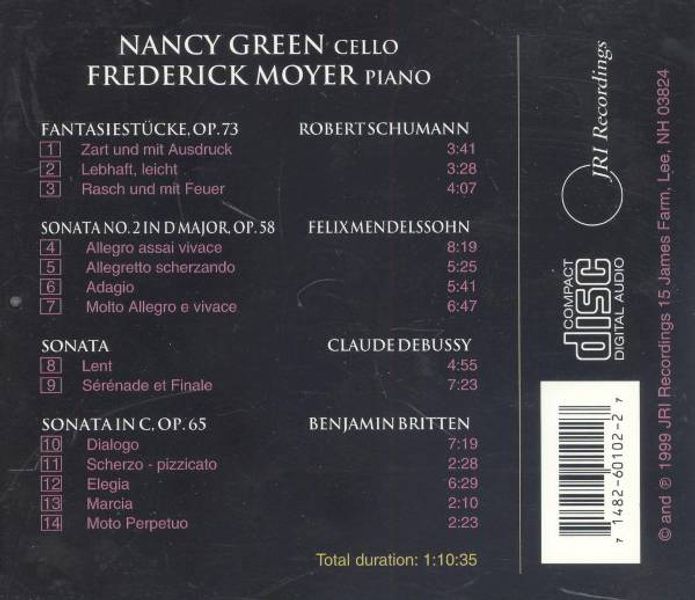 NANCY GREEN CELLO
FREDERICK MOYER PIANO
FANTASIESTÜCKE, OP. 73 ROBERT SCHUMANN
1 Zart und mit Ausdruck 3:41
2 Lebhaft, leicht 3:28
3 Rasch und mit Feuer 4:07
SONATA NO. 2 IN D MAJOR, OP. 58 FELIX MENDELSSOHN
4 Allegro assai vivace 8:19
5 Allegretto scherzando 5:25
6 Adagio 5:41
7 Molto Allegro e vivace 6:47
SONATA CLAUDE DEBUSSY
8 Lent 4:55
9 Sérénade et Finale 7:23
SONATA IN C, OP. 65 BENJAMIN BRITTEN
10 Dialogo 7:19
11 Scherzo - pizzicato 2:28
12 Elegia 6:29
13 Marcia 2:10
14 Moto Perpetuo 2:23
Total duration: 1:10:35
JRI Recordings
COMPACT
disc
DIGITAL AUDIO
7 1482-60102-2 7
© and ℗ 1999 JRI Recordings 15 James Farm, Lee, NH 03824